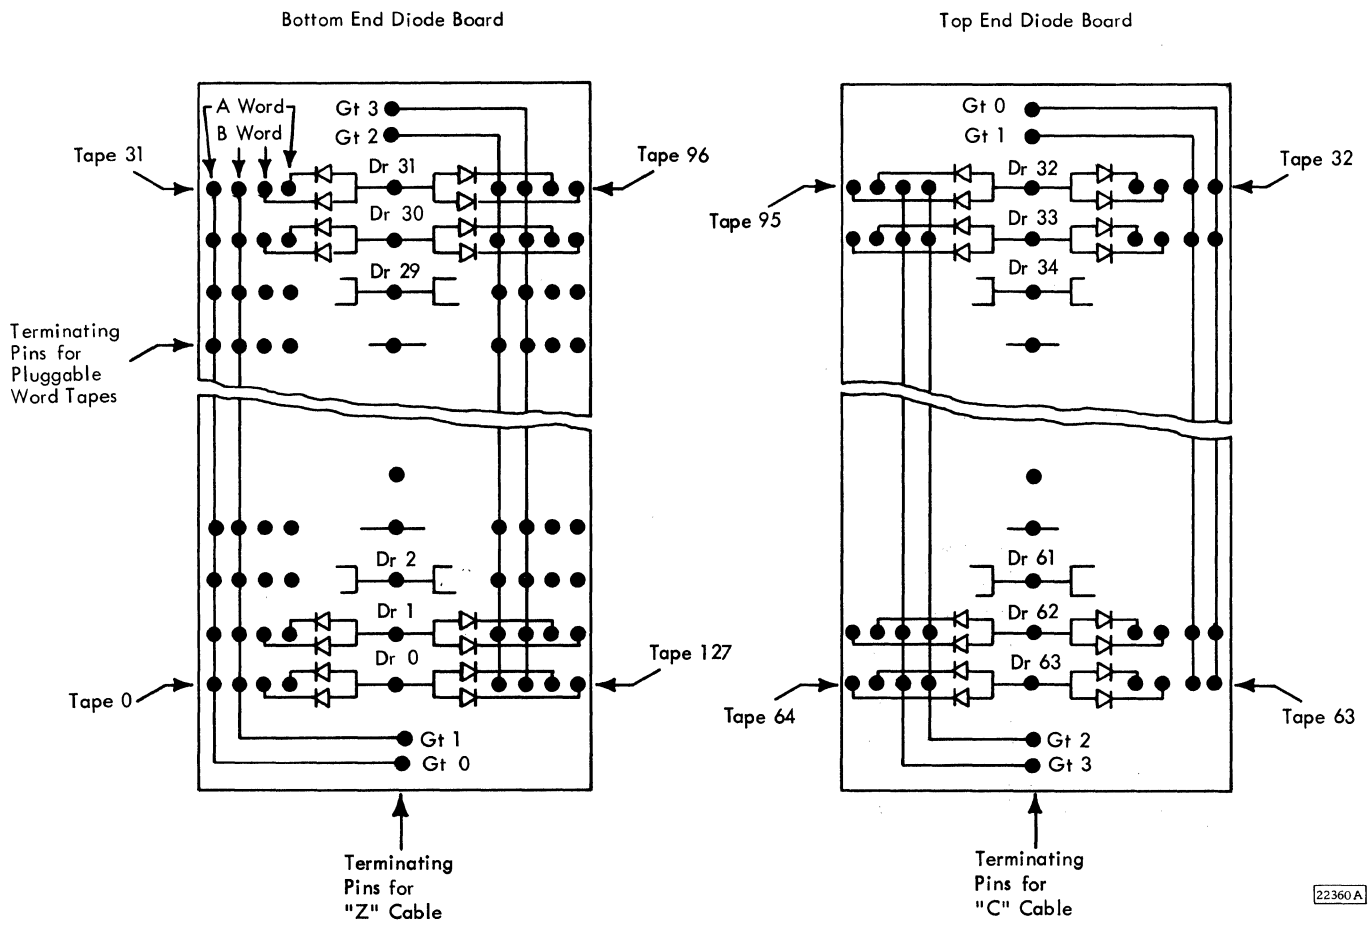 Bottom End Diode Board
Top End Diode Board
A Word
B Word
Gt 3
Gt 2
Tape 31
Dr 31
Tape 96
Dr 30
Dr 29
Terminating
Pins for
Pluggable
Word Tapes
Dr 2
Dr 1
Dr 0
Tape 0
Tape 127
Gt 1
Gt 0
Terminating
Pins for
"Z" Cable
Gt 0
Gt 1
Tape 95
Dr 32
Tape 32
Dr 33
Dr 34
Dr 61
Dr 62
Dr 63
Tape 64
Tape 63
Gt 2
Gt 3
Terminating
Pins for
"C" Cable
22360A